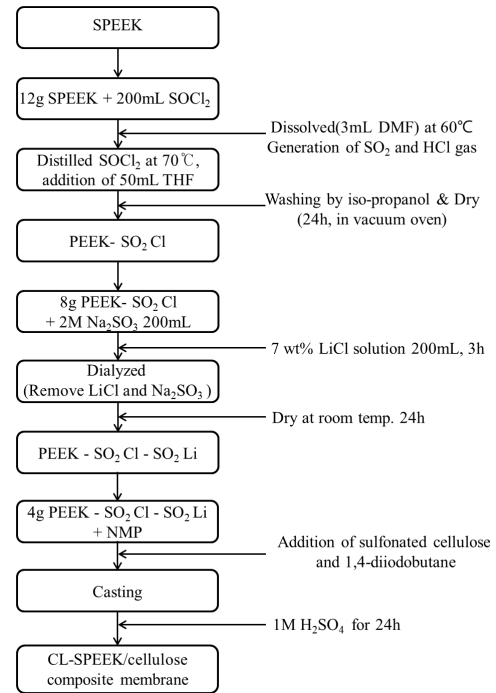 SPEEK
12g SPEEK + 200mL SOCl₂
Dissolved(3mL DMF) at 60℃
Generation of SO₂ and HCl gas
Distilled SOCl₂ at 70℃,
addition of 50mL THF
Washing by iso-propanol & Dry
(24h, in vacuum oven)
PEEK- SO₂ Cl
8g PEEK- SO₂ Cl
+ 2M Na₂SO₃ 200mL
7 wt% LiCl solution 200mL, 3h
Dialyzed
(Remove LiCl and Na₂SO₃ )
Dry at room temp. 24h
PEEK - SO₂ Cl - SO₂ Li
4g PEEK - SO₂ Cl - SO₂ Li
+ NMP
Addition of sulfonated cellulose
and 1,4-diiodobutane
Casting
1M H₂SO₄ for 24h
CL-SPEEK/cellulose
composite membrane